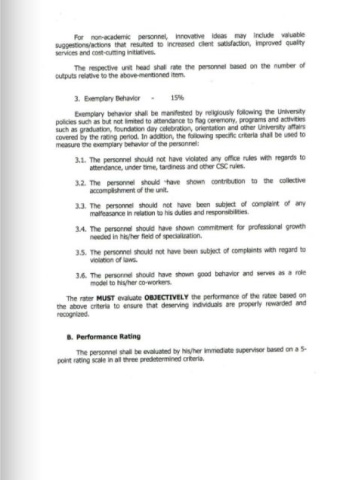 For non-academic personnel, innovative ideas may include valuable
suggestions/actions that resulted to increased client satisfaction, improved quality
services and cost-cutting initiatives.
The respective unit head shall rate the personnel based on the number of
outputs relative to the above-mentioned item.
3. Exemplary Behavior - 15%
Exemplary behavior shall be manifested by religiously following the University
policies such as but not limited to attendance to flag ceremony, programs and activities
such as graduation, foundation day celebration, orientation and other University affairs
covered by the rating period. In addition, the following specific criteria shall be used to
measure the exemplary behavior of the personnel:
3.1. The personnel should not have violated any office rules with regards to
attendance, under time, tardiness and other CSC rules.
3.2. The personnel should have shown contribution to the collective
accomplishment of the unit.
3.3. The personnel should not have been subject of complaint of any
malfeasance in relation to his duties and responsibilities.
3.4. The personnel should have shown commitment for professional growth
needed in his/her field of specialization.
3.5. The personnel should not have been subject of complaints with regard to
violation of laws.
3.6. The personnel should have shown good behavior and serves as a role
model to his/her co-workers.
The rater MUST evaluate OBJECTIVELY the performance of the ratee based on
the above criteria to ensure that deserving individuals are properly rewarded and
recognized.
B. Performance Rating
The personnel shall be evaluated by his/her immediate supervisor based on a 5-
point rating scale in all three predetermined criteria.